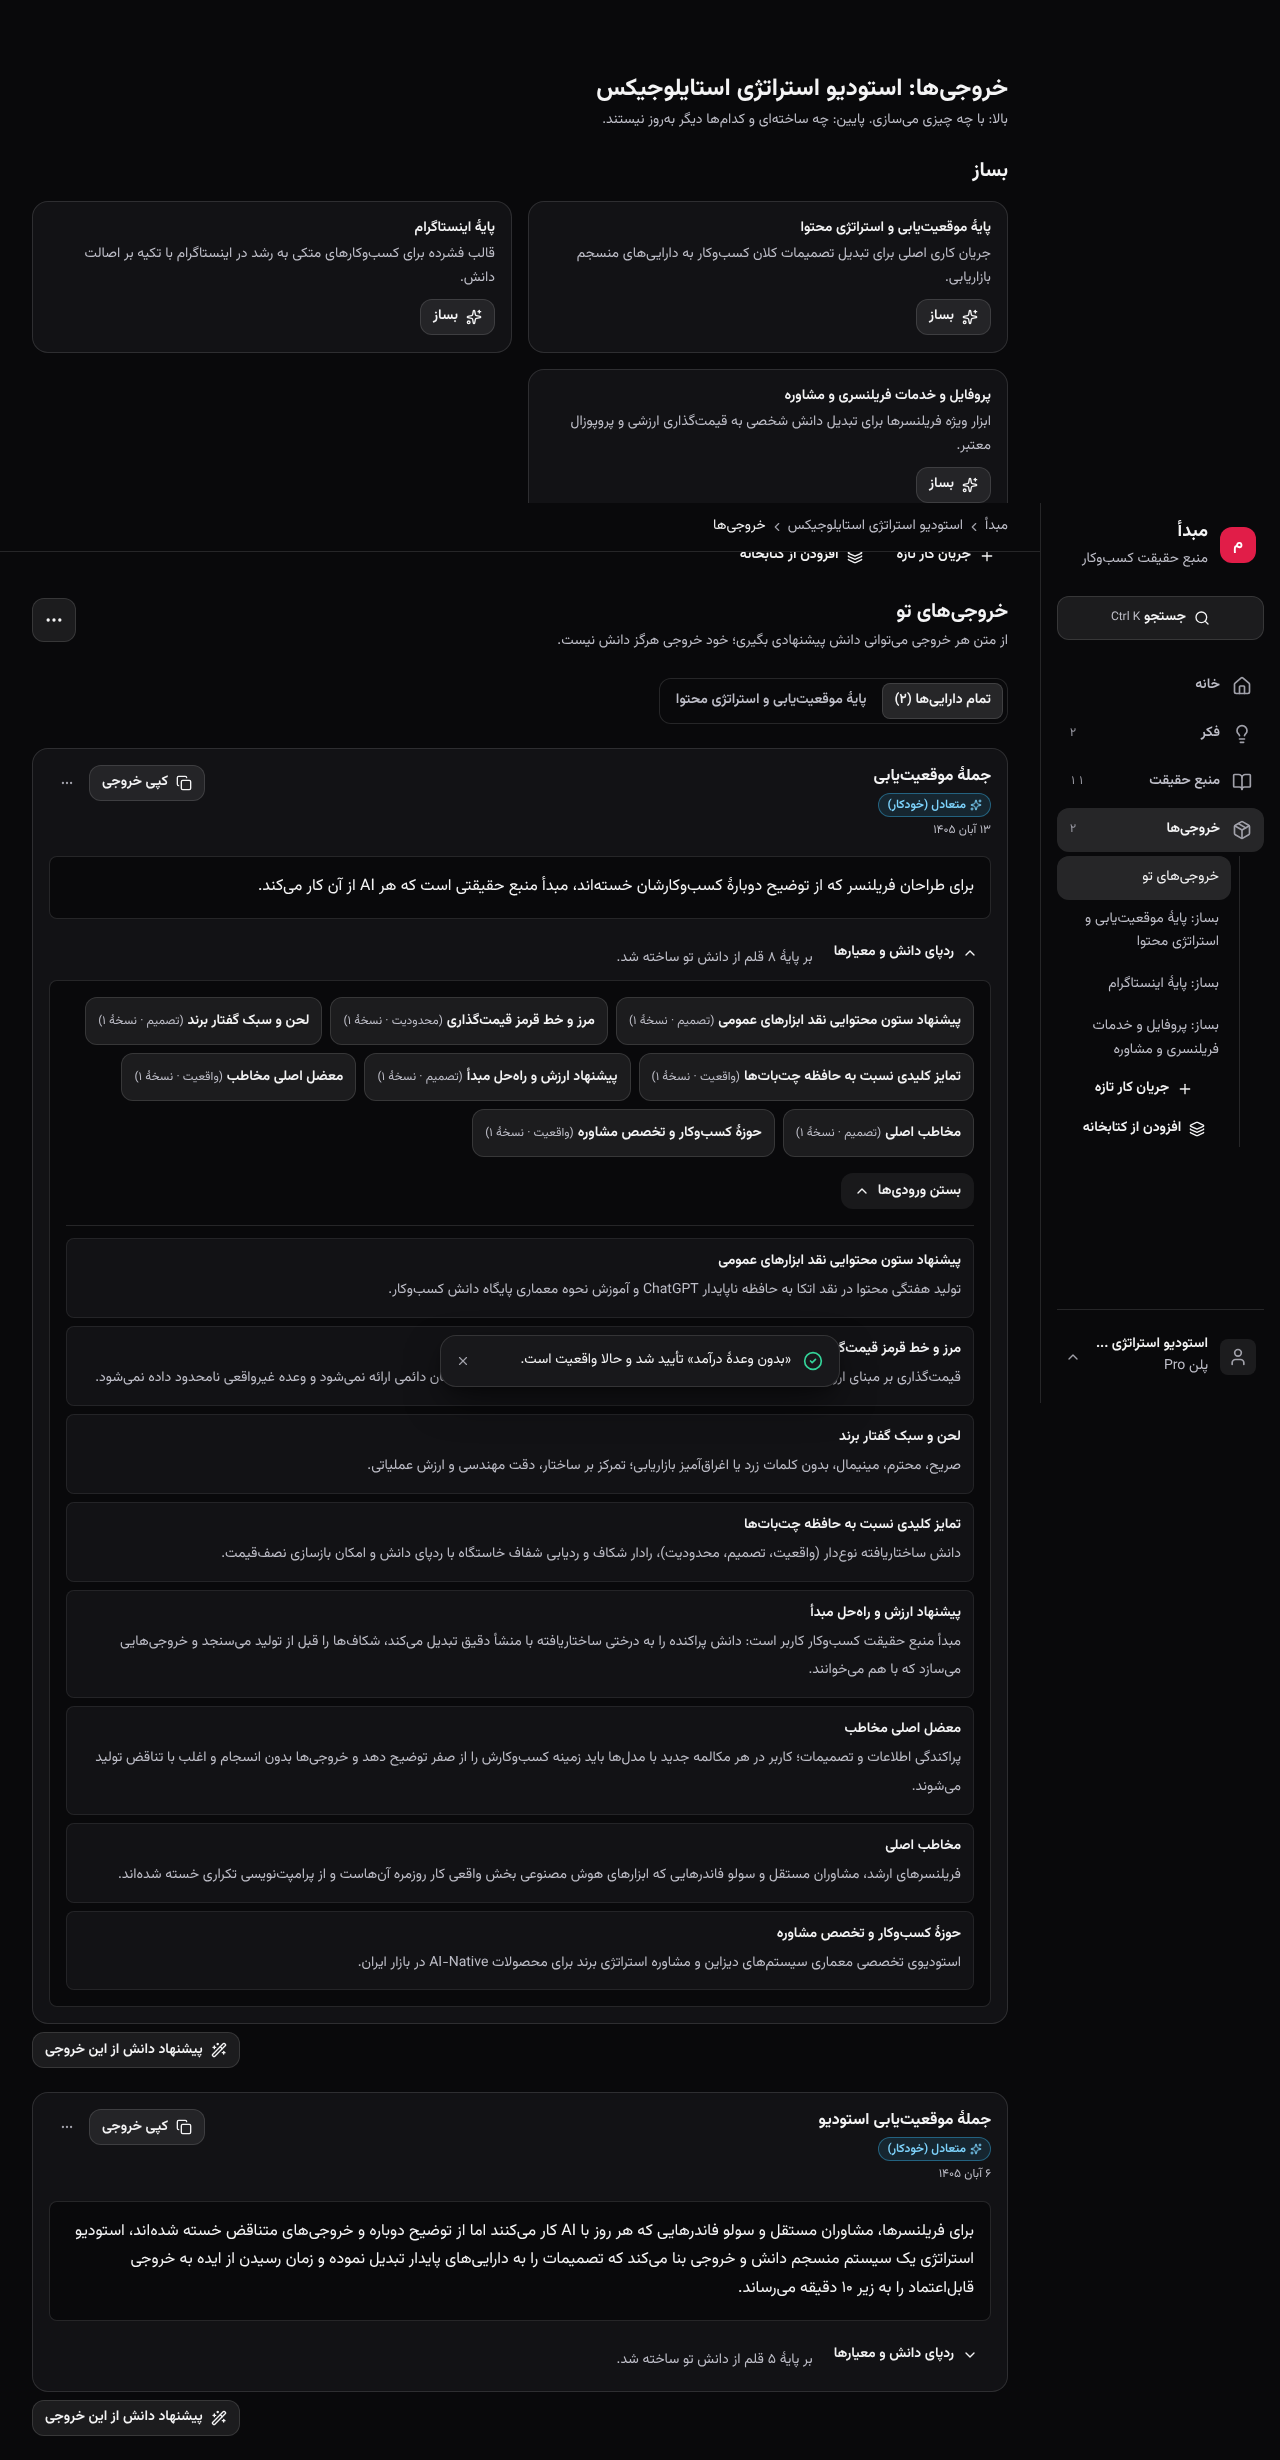 خروجی‌ها: استودیو استراتژی استایلوجیکس
بالا: با چه چیزی می‌سازی. پایین: چه ساخته‌ای و کدام‌ها دیگر به‌روز نیستند.
بساز
پایهٔ موقعیت‌یابی و استراتژی محتوا
جریان کاری اصلی برای تبدیل تصمیمات کلان کسب‌وکار به دارایی‌های منسجم
بازاریابی.
بساز
پایهٔ اینستاگرام
قالب فشرده برای کسب‌وکارهای متکی به رشد در اینستاگرام با تکیه بر اصالت
دانش.
بساز
پروفایل و خدمات فریلنسری و مشاوره
ابزار ویژه فریلنسرها برای تبدیل دانش شخصی به قیمت‌گذاری ارزشی و پروپوزال
معتبر.
بساز
مبدأ
منبع حقیقت کسب‌وکار
جستجو Ctrl K
خانه
فکر ۲
منبع حقیقت ۱۱
خروجی‌ها ۲
خروجی‌های تو
بساز: پایهٔ موقعیت‌یابی و
استراتژی محتوا
بساز: پایهٔ اینستاگرام
بساز: پروفایل و خدمات
فریلنسری و مشاوره
جریان کار تازه
افزودن از کتابخانه
استودیو استراتژی ...
پلن Pro
مبدأ › استودیو استراتژی استایلوجیکس › خروجی‌ها
جریان کار تازه افزودن از کتابخانه
خروجی‌های تو
از متن هر خروجی می‌توانی دانش پیشنهادی بگیری؛ خود خروجی هرگز دانش نیست.
تمام دارایی‌ها (۲) پایهٔ موقعیت‌یابی و استراتژی محتوا
جملهٔ موقعیت‌یابی
کپی خروجی
متعادل (خودکار)
۱۳ آبان ۱۴۰۵
برای طراحان فریلنسر که از توضیح دوبارهٔ کسب‌وکارشان خسته‌اند، مبدأ منبع حقیقتی است که هر AI از آن کار می‌کند.
ردپای دانش و معیارها بر پایهٔ ۸ قلم از دانش تو ساخته شد.
پیشنهاد ستون محتوایی نقد ابزارهای عمومی (تصمیم · نسخهٔ ۱) مرز و خط قرمز قیمت‌گذاری (محدودیت · نسخهٔ ۱) لحن و سبک گفتار برند (تصمیم · نسخهٔ ۱)
تمایز کلیدی نسبت به حافظه چت‌بات‌ها (واقعیت · نسخهٔ ۱) پیشنهاد ارزش و راه‌حل مبدأ (تصمیم · نسخهٔ ۱) معضل اصلی مخاطب (واقعیت · نسخهٔ ۱)
مخاطب اصلی (تصمیم · نسخهٔ ۱) حوزهٔ کسب‌وکار و تخصص مشاوره (واقعیت · نسخهٔ ۱)
بستن ورودی‌ها
پیشنهاد ستون محتوایی نقد ابزارهای عمومی
تولید هفتگی محتوا در نقد اتکا به حافظه ناپایدار ChatGPT و آموزش نحوه معماری پایگاه دانش کسب‌وکار.
مرز و خط قرمز
قیمت‌گذاری بر مبنای
دائمی ارائه نمی‌شود و وعده غیرواقعی نامحدود داده نمی‌شود.
«بدون وعدهٔ درآمد» تأیید شد و حالا واقعیت است.
لحن و سبک گفتار برند
صریح، محترم، مینیمال، بدون کلمات زرد یا اغراق‌آمیز بازاریابی؛ تمرکز بر ساختار، دقت مهندسی و ارزش عملیاتی.
تمایز کلیدی نسبت به حافظه چت‌بات‌ها
دانش ساختاریافته نوع‌دار (واقعیت، تصمیم، محدودیت)، رادار شکاف و ردیابی شفاف خاستگاه با ردپای دانش و امکان بازسازی نصف‌قیمت.
پیشنهاد ارزش و راه‌حل مبدأ
مبدأ منبع حقیقت کسب‌وکار کاربر است: دانش پراکنده را به درختی ساختاریافته با منشأ دقیق تبدیل می‌کند، شکاف‌ها را قبل از تولید می‌سنجد و خروجی‌هایی
می‌سازد که با هم می‌خوانند.
معضل اصلی مخاطب
پراکندگی اطلاعات و تصمیمات؛ کاربر در هر مکالمه جدید با مدل‌ها باید زمینه کسب‌وکارش را از صفر توضیح دهد و خروجی‌ها بدون انسجام و اغلب با تناقض تولید
می‌شوند.
مخاطب اصلی
فریلنسرهای ارشد، مشاوران مستقل و سولو فاندرهایی که ابزارهای هوش مصنوعی بخش واقعی کار روزمره آن‌هاست و از پرامپت‌نویسی تکراری خسته شده‌اند.
حوزهٔ کسب‌وکار و تخصص مشاوره
استودیوی تخصصی معماری سیستم‌های دیزاین و مشاوره استراتژی برند برای محصولات AI-Native در بازار ایران.
پیشنهاد دانش از این خروجی
جملهٔ موقعیت‌یابی استودیو
کپی خروجی
متعادل (خودکار)
۶ آبان ۱۴۰۵
برای فریلنسرها، مشاوران مستقل و سولو فاندرهایی که هر روز با AI کار می‌کنند اما از توضیح دوباره و خروجی‌های متناقض خسته شده‌اند، استودیو
استراتژی یک سیستم منسجم دانش و خروجی بنا می‌کند که تصمیمات را به دارایی‌های پایدار تبدیل نموده و زمان رسیدن از ایده به خروجی
قابل‌اعتماد را به زیر ۱۰ دقیقه می‌رساند.
ردپای دانش و معیارها بر پایهٔ ۵ قلم از دانش تو ساخته شد.
پیشنهاد دانش از این خروجی